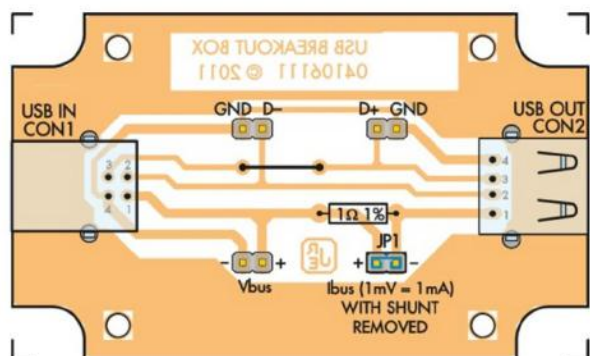 USB BREAKOUT BOX
04106111 © 2011
USB IN
CON1
GND D–
D+ GND
USB OUT
CON2
3 2
4 1
4
3
2
1
1Ω 1%
JP1
– +
Vbus
+ –
Ibus (1mV = 1mA)
WITH SHUNT
REMOVED
JR
E